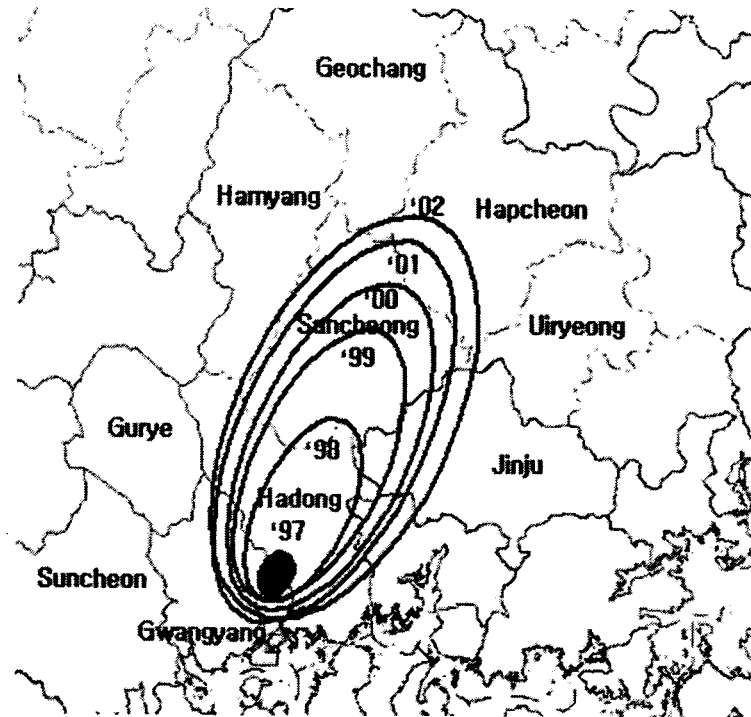 Geochang
Hamyang
'02
Hapcheon
'01
'00
Sancheong
Uiryeong
'99
Gurye
'98
Jinju
Hadong
'97
Suncheon
Gwangyang